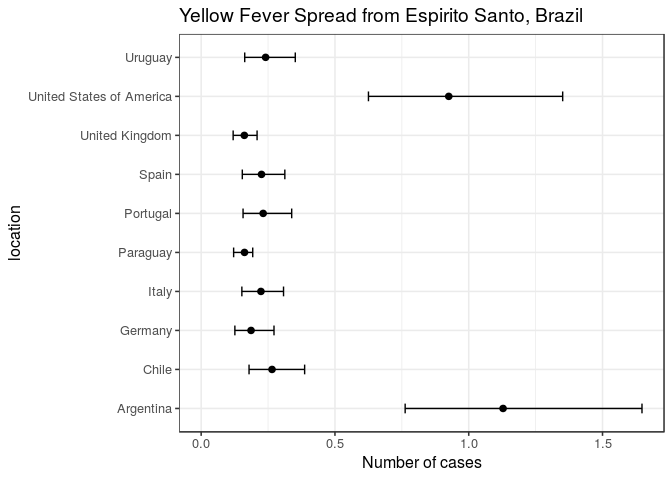 Yellow Fever Spread from Espirito Santo, Brazil
Uruguay
United States of America
United Kingdom
Spain
Portugal
Paraguay
Italy
Germany
Chile
Argentina
location
0.0 0.5 1.0 1.5
Number of cases